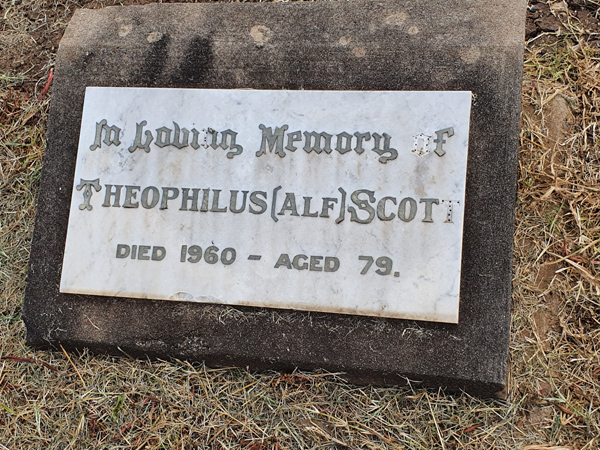 In Loving Memory of
THEOPHILUS (ALF) SCOTT
DIED 1960 - AGED 79.